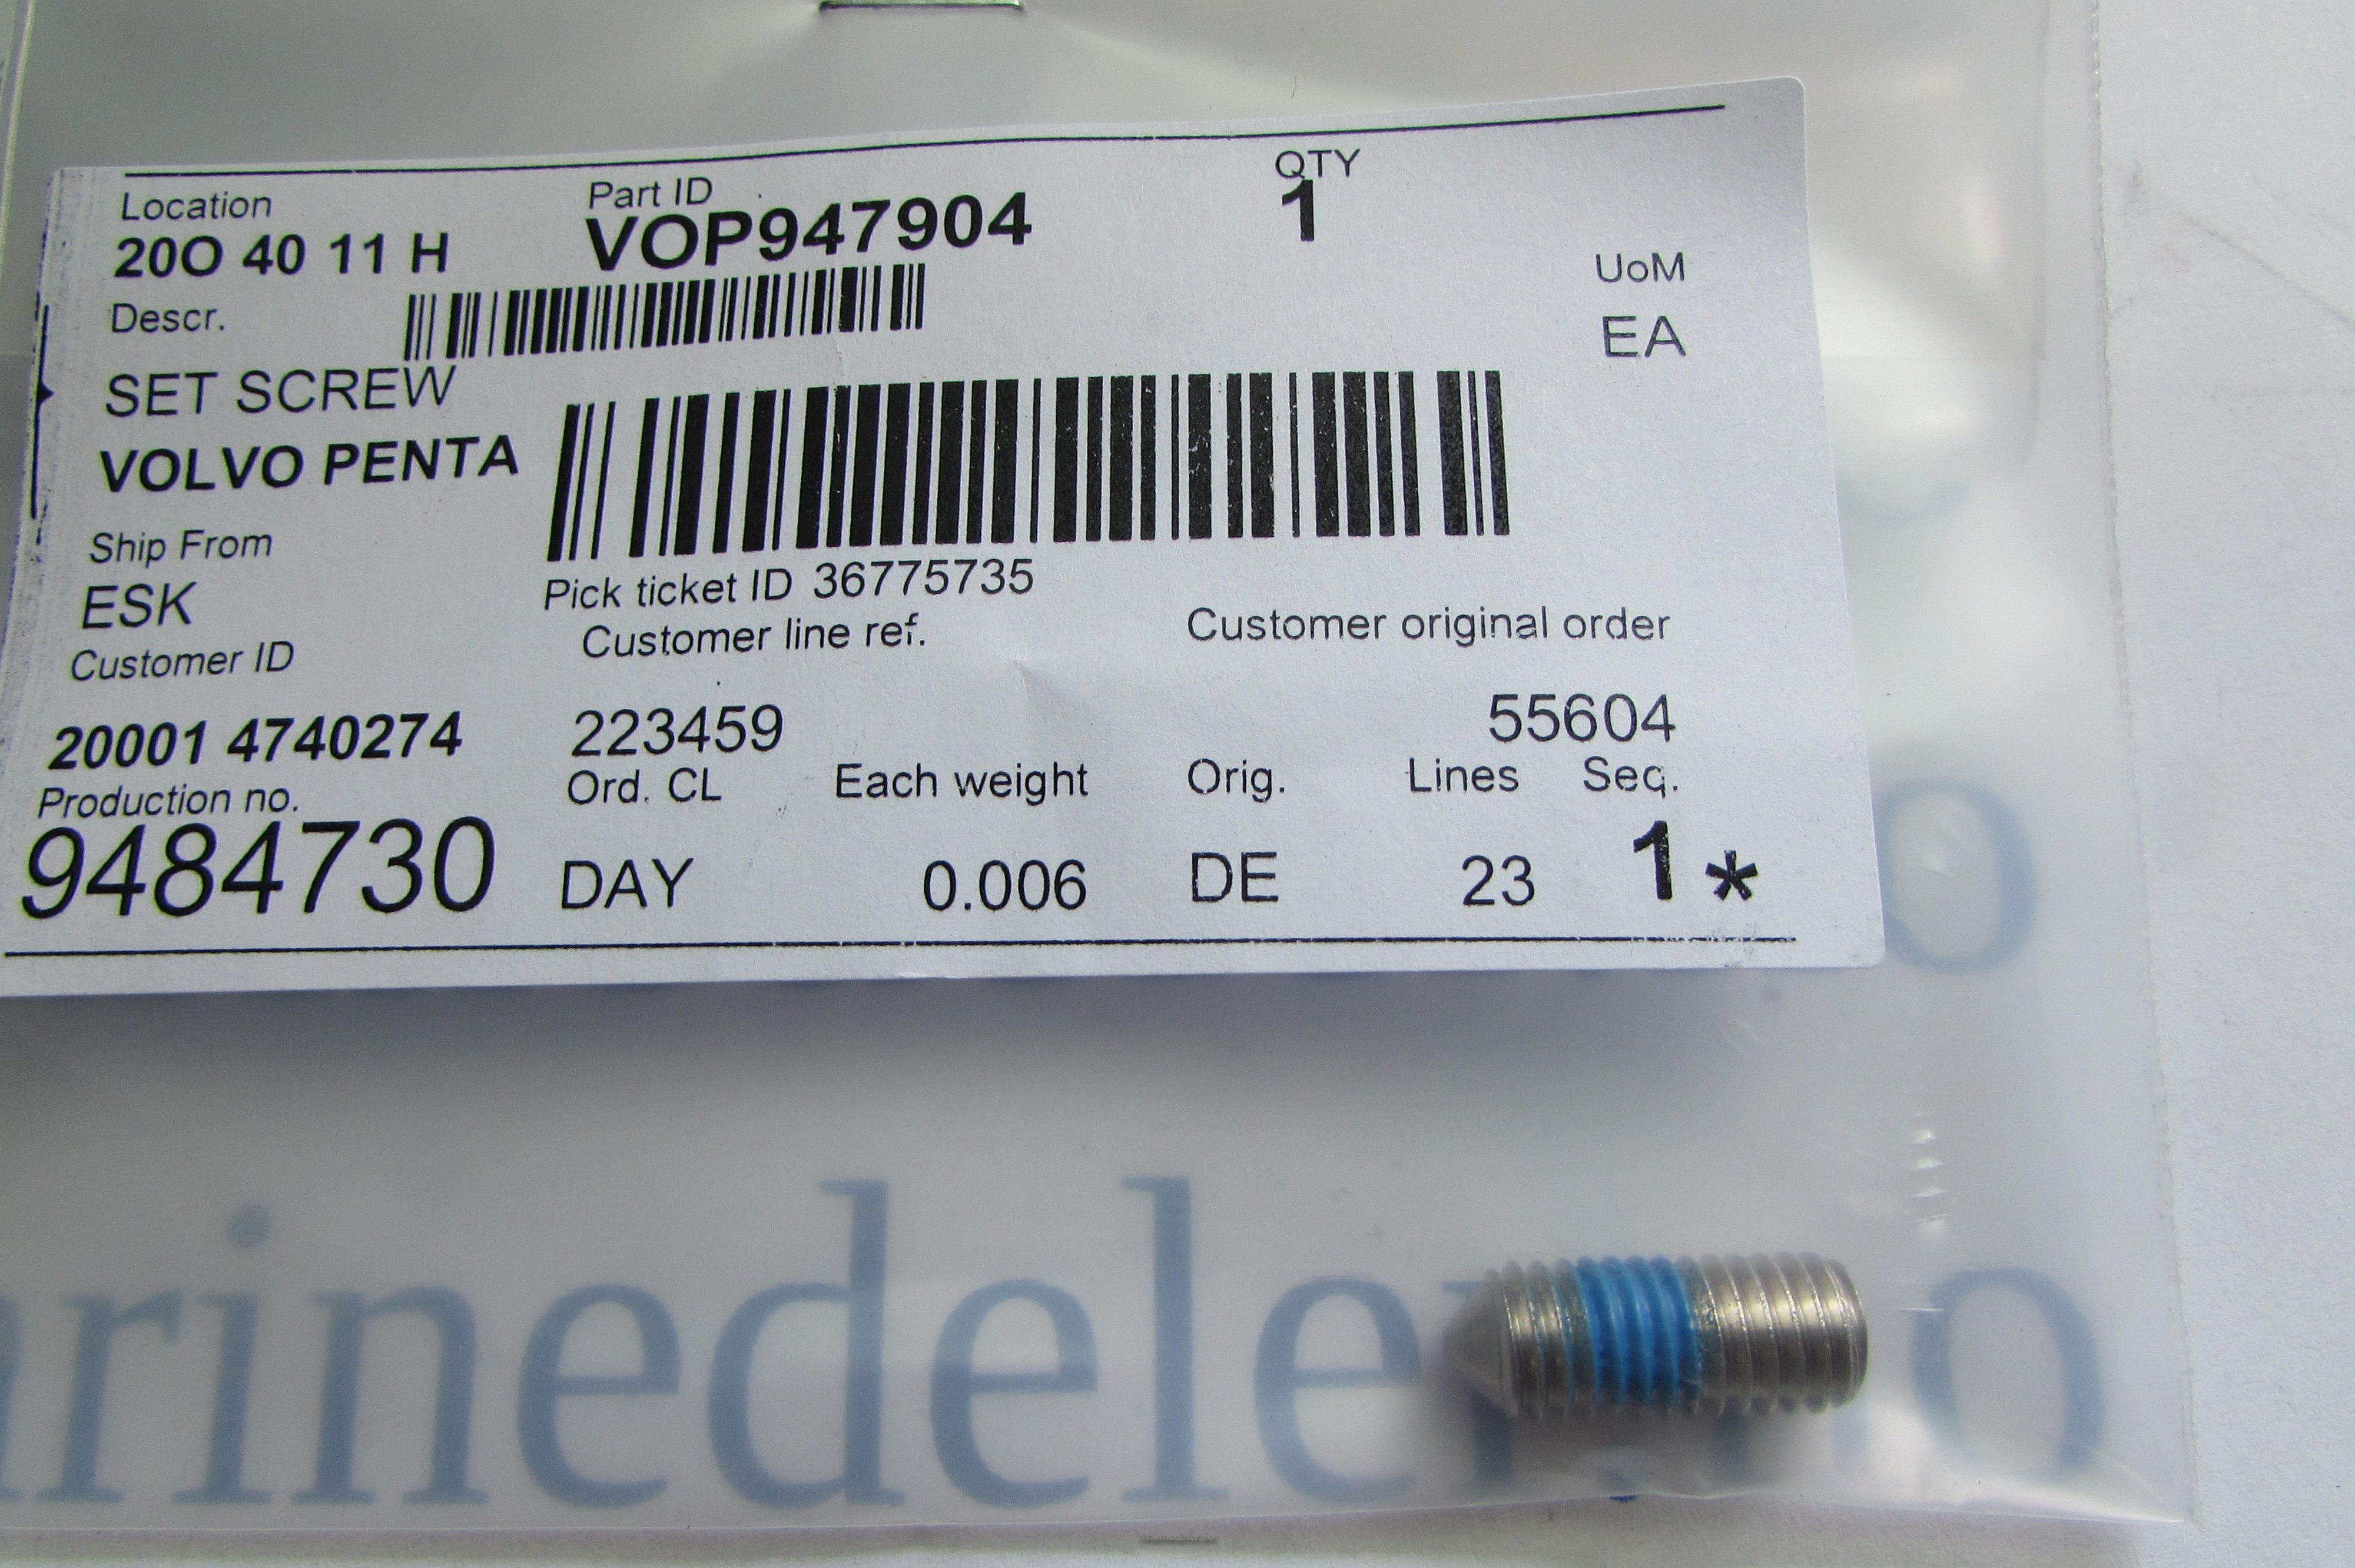 Location Part ID QTY
20O 40 11 H VOP947904 1
UoM
Descr.
EA
SET SCREW
VOLVO PENTA
Ship From
ESK
Pick ticket ID 36775735
Customer ID Customer line ref. Customer original order
20001 4740274 223459 55604
Production no. Ord. CL Each weight Orig. Lines Seq.
9484730 DAY 0.006 DE 23 1*